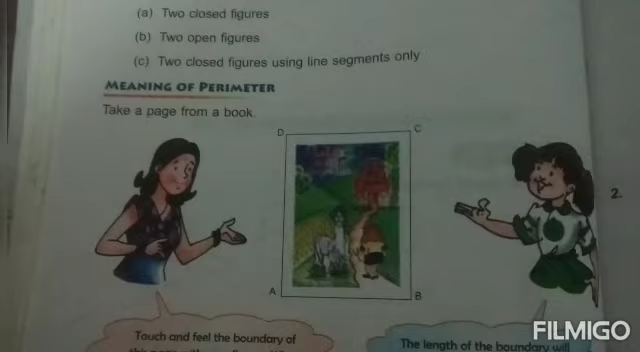 (a) Two closed figures
(b) Two open figures
(c) Two closed figures using line segments only
MEANING OF PERIMETER
Take a page from a book.
D
C
2.
A
B
Touch and feel the boundary of
The length of the boundary will
FILMIGO